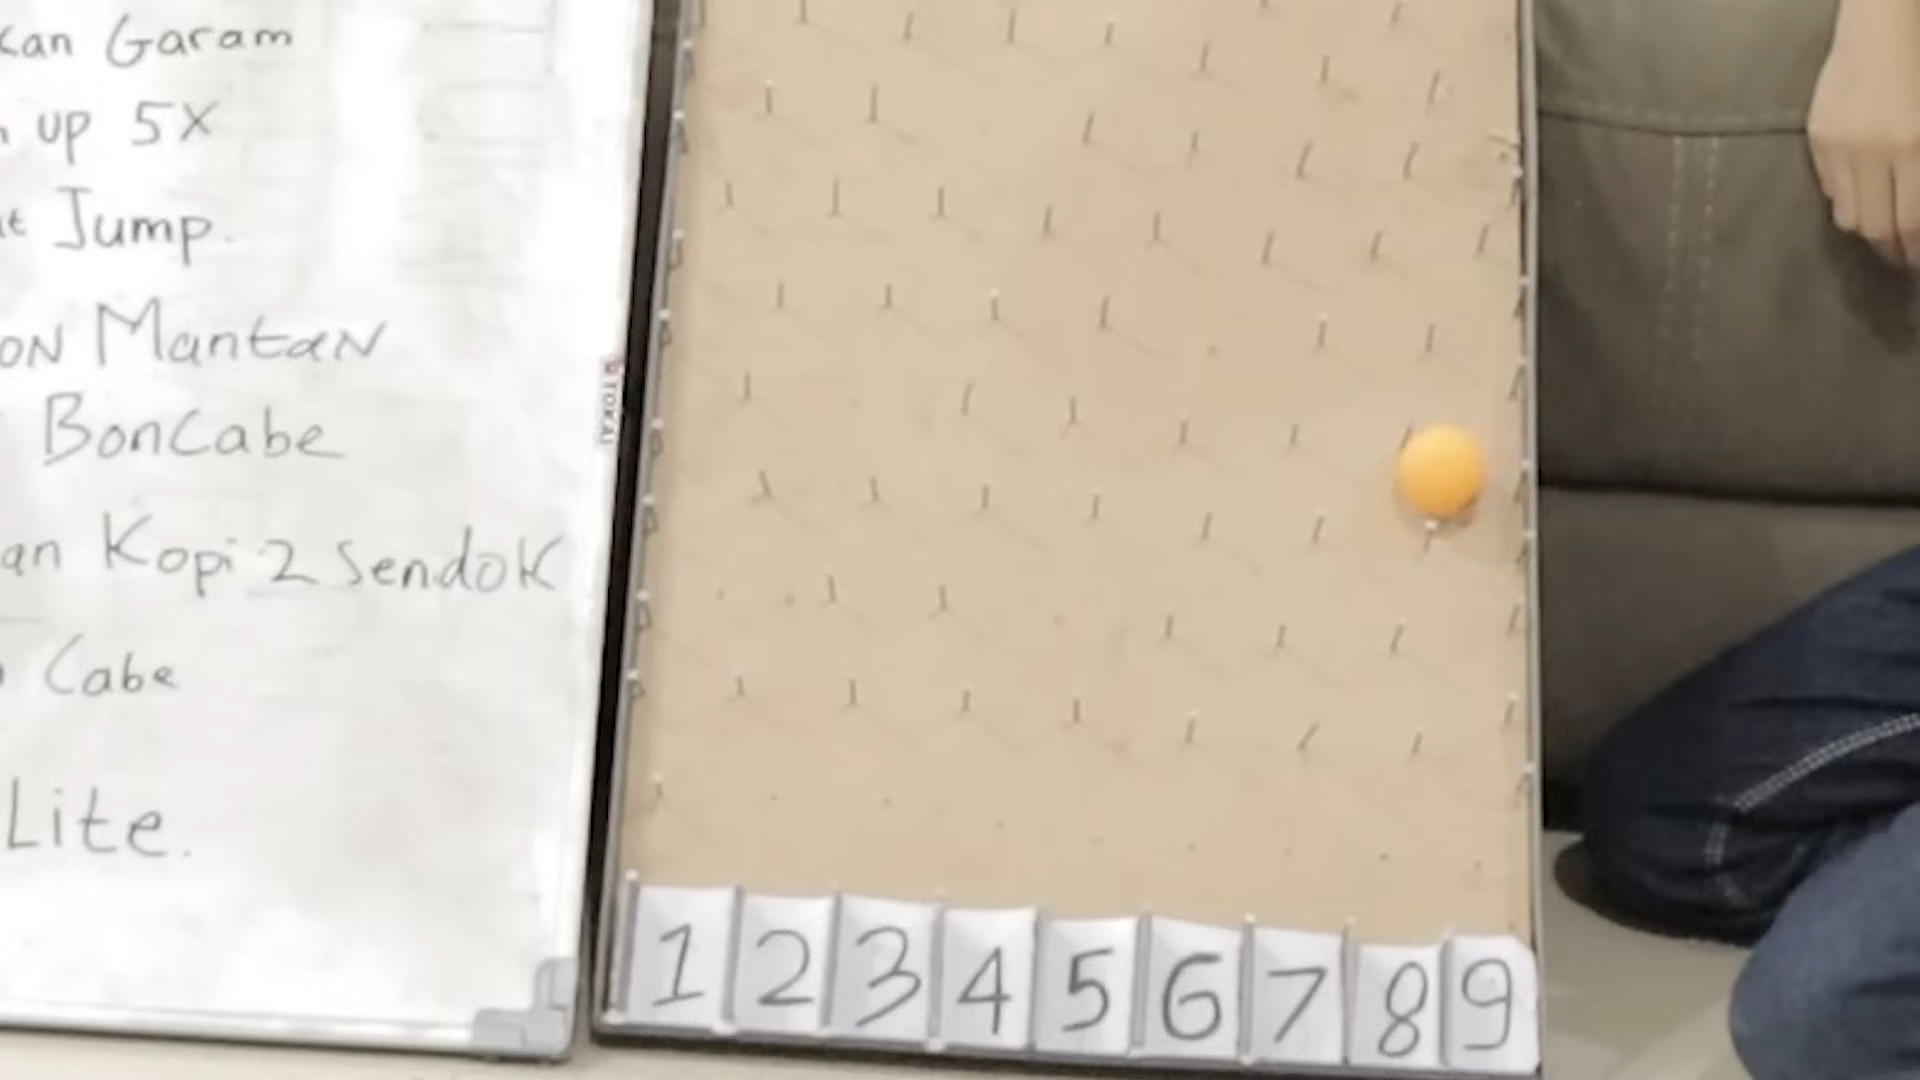 kan Garam
up 5X
Jump.
ON MantaN
BonCabe
an Kopi 2 SendoK
Cabe
Lite.
TOKAI
1 2 3 4 5 6 7 8 9